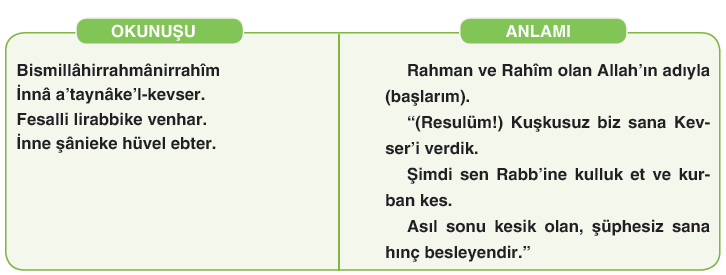 OKUNUŞU
Bismillâhirrahmânirrahîm
İnnâ a’taynâke’l-kevser.
Fesalli lirabbike venhar.
İnne şânieke hüvel ebter.
ANLAMI
Rahman ve Rahîm olan Allah’ın adıyla
(başlarım).
“(Resulüm!) Kuşkusuz biz sana Kev-
ser’i verdik.
Şimdi sen Rabb’ine kulluk et ve kur-
ban kes.
Asıl sonu kesik olan, şüphesiz sana
hınç besleyendir.”